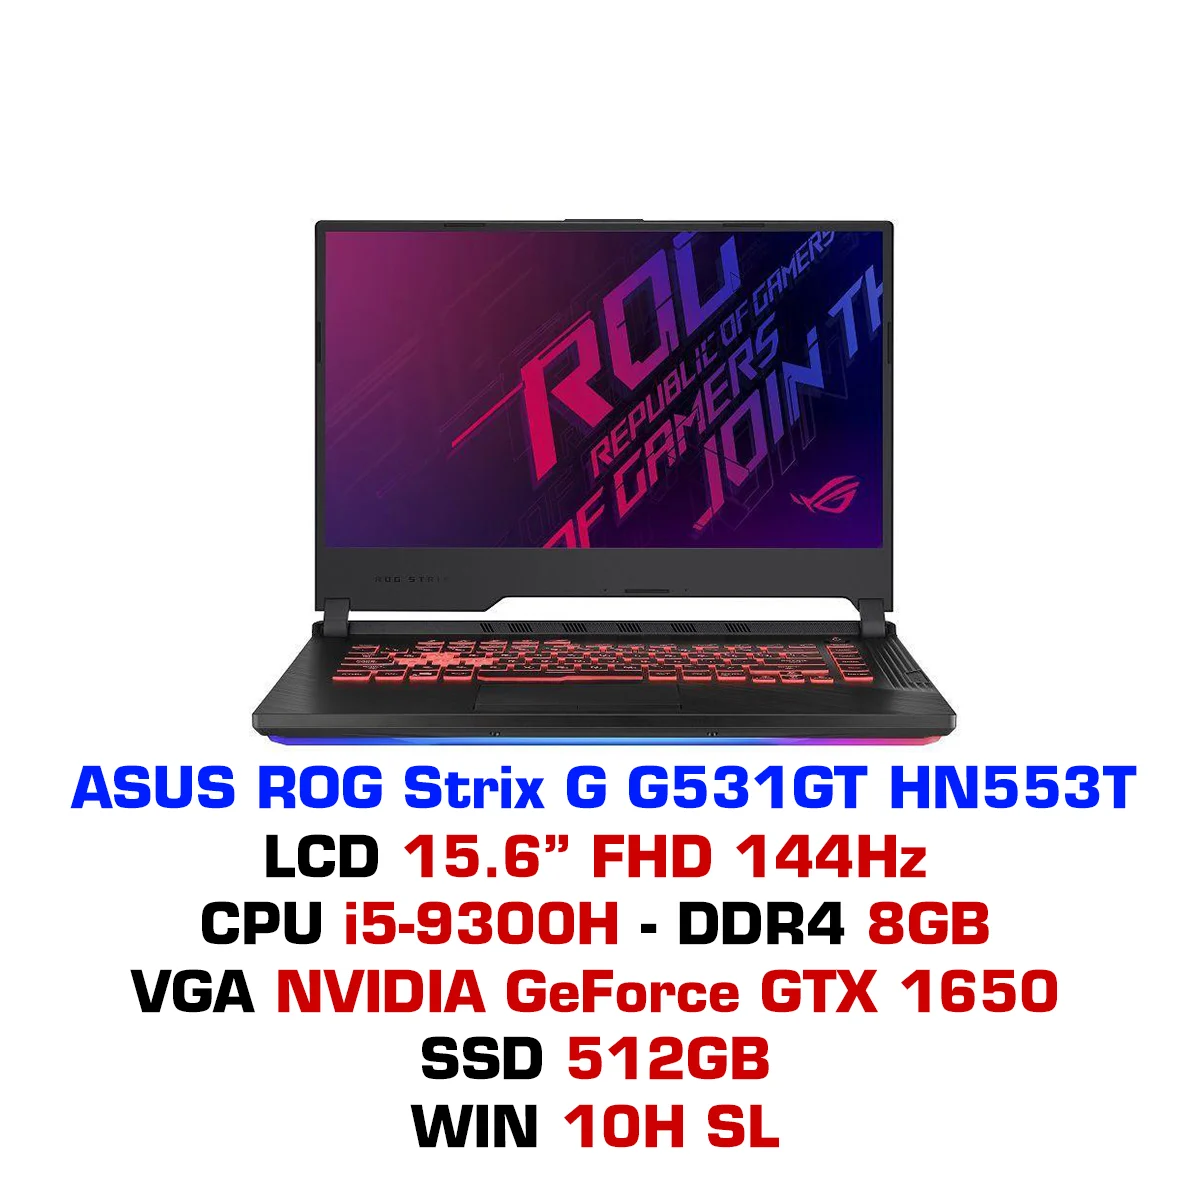 ROG
REPUBLIC OF GAMERS
OF GAMERS
JOIN TH
ROG STRIX
ASUS ROG Strix G G531GT HN553T
LCD 15.6” FHD 144Hz
CPU i5-9300H - DDR4 8GB
VGA NVIDIA GeForce GTX 1650
SSD 512GB
WIN 10H SL